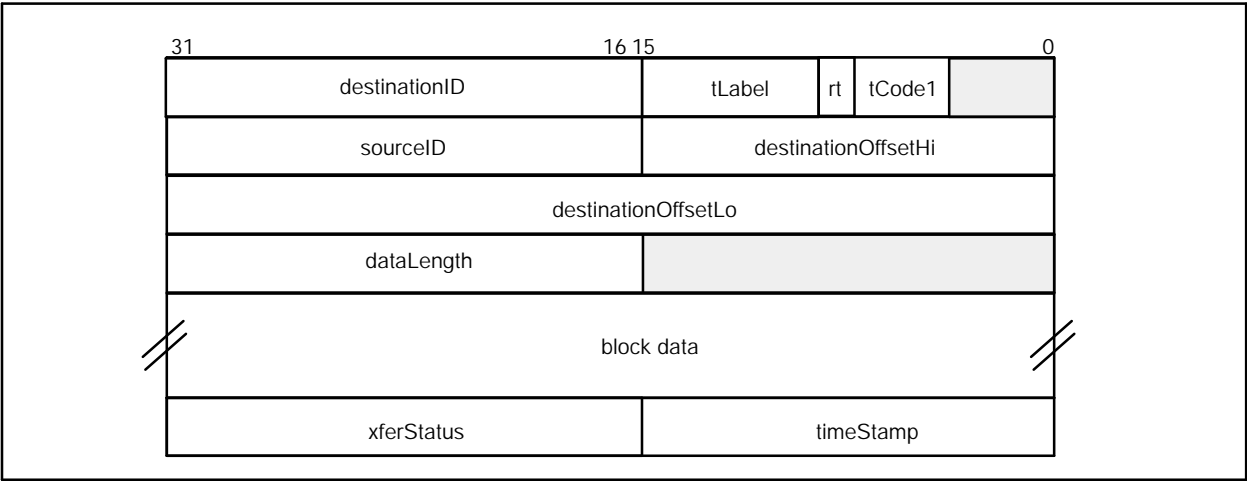 31 16 15 0
destinationID tLabel rt tCode1
sourceID destinationOffsetHi
destinationOffsetLo
dataLength
block data
xferStatus timeStamp